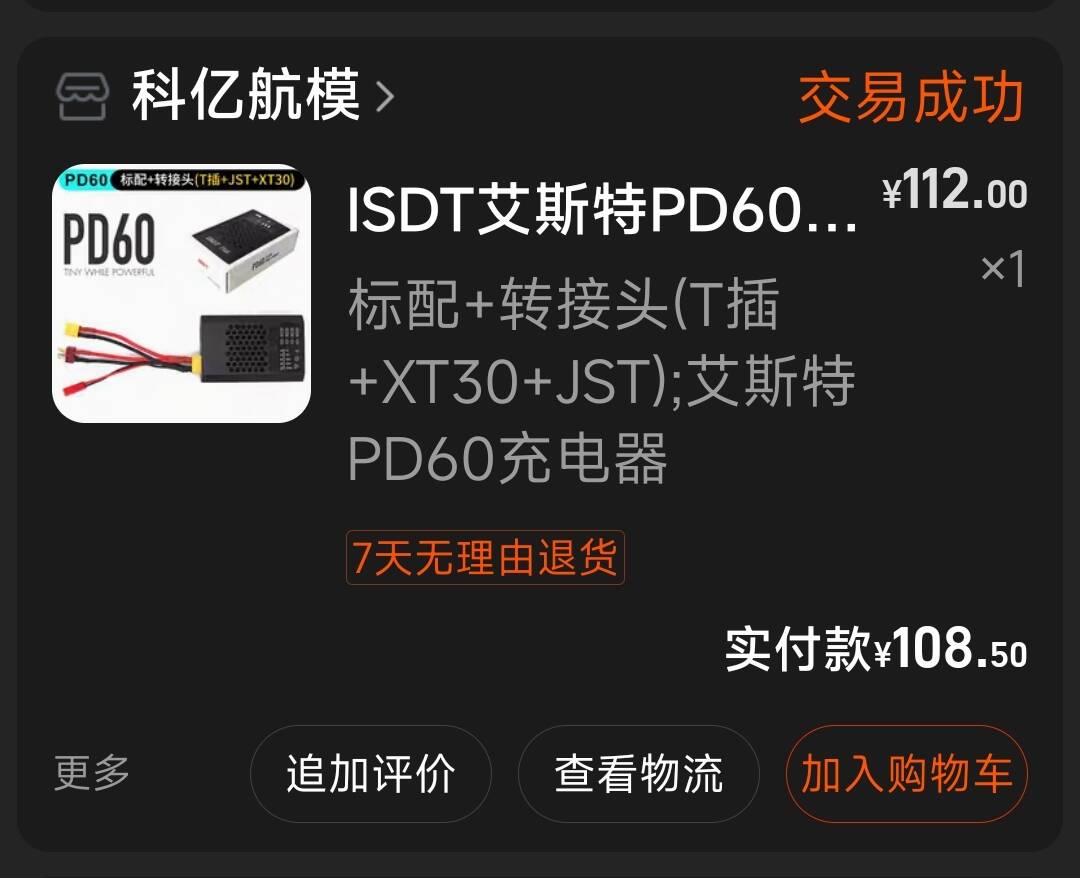 科亿航模
交易成功
PD60 标配+转接头(T插+JST+XT30)
PD60
TINY WHILE POWERFUL
ISDT艾斯特PD60...
¥112.00
×1
标配+转接头(T插
+XT30+JST);艾斯特
PD60充电器
7天无理由退货
实付款¥108.50
更多
追加评价
查看物流
加入购物车